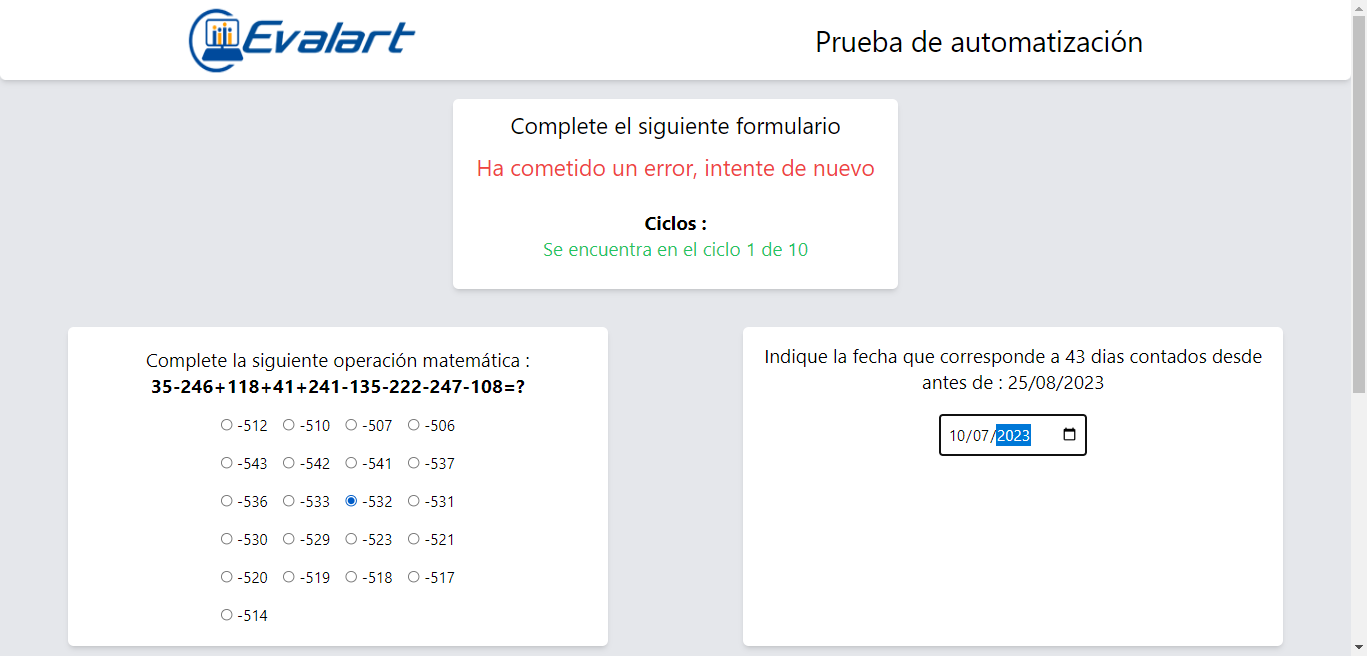 Evalart
Prueba de automatización
Complete el siguiente formulario
Ha cometido un error, intente de nuevo
Ciclos :
Se encuentra en el ciclo 1 de 10
Complete la siguiente operación matemática :
35-246+118+41+241-135-222-247-108=?
-512 -510 -507 -506
-543 -542 -541 -537
-536 -533 -532 -531
-530 -529 -523 -521
-520 -519 -518 -517
-514
Indique la fecha que corresponde a 43 dias contados desde
antes de : 25/08/2023
10/07/2023